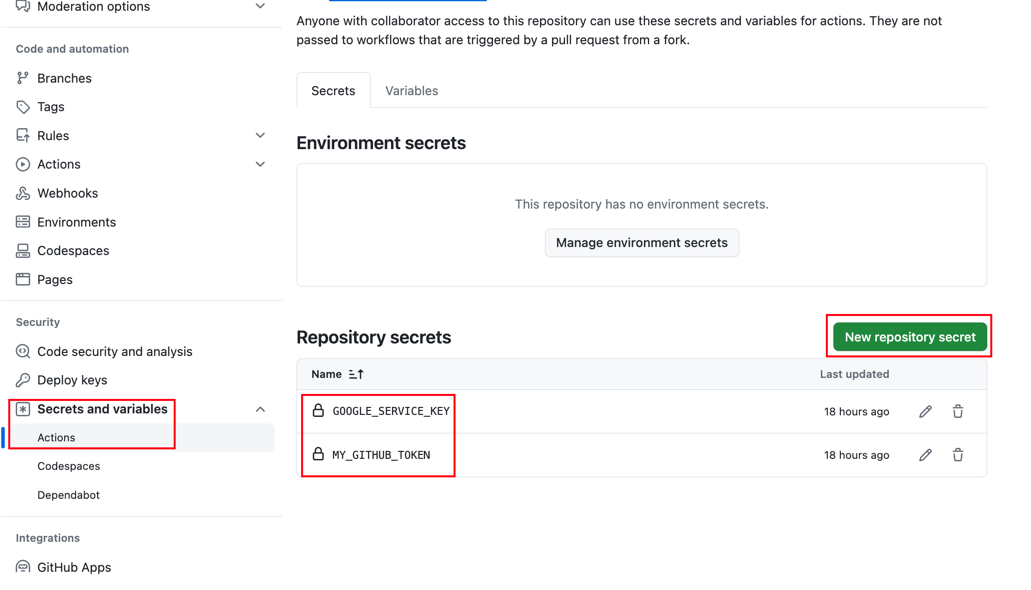 Moderation options
Code and automation
Branches
Tags
Rules
Actions
Webhooks
Environments
Codespaces
Pages
Security
Code security and analysis
Deploy keys
Secrets and variables
Actions
Codespaces
Dependabot
Integrations
GitHub Apps
Anyone with collaborator access to this repository can use these secrets and variables for actions. They are not
passed to workflows that are triggered by a pull request from a fork.
Secrets Variables
Environment secrets
This repository has no environment secrets.
Manage environment secrets
Repository secrets
New repository secret
Name Last updated
GOOGLE_SERVICE_KEY 18 hours ago
MY_GITHUB_TOKEN 18 hours ago